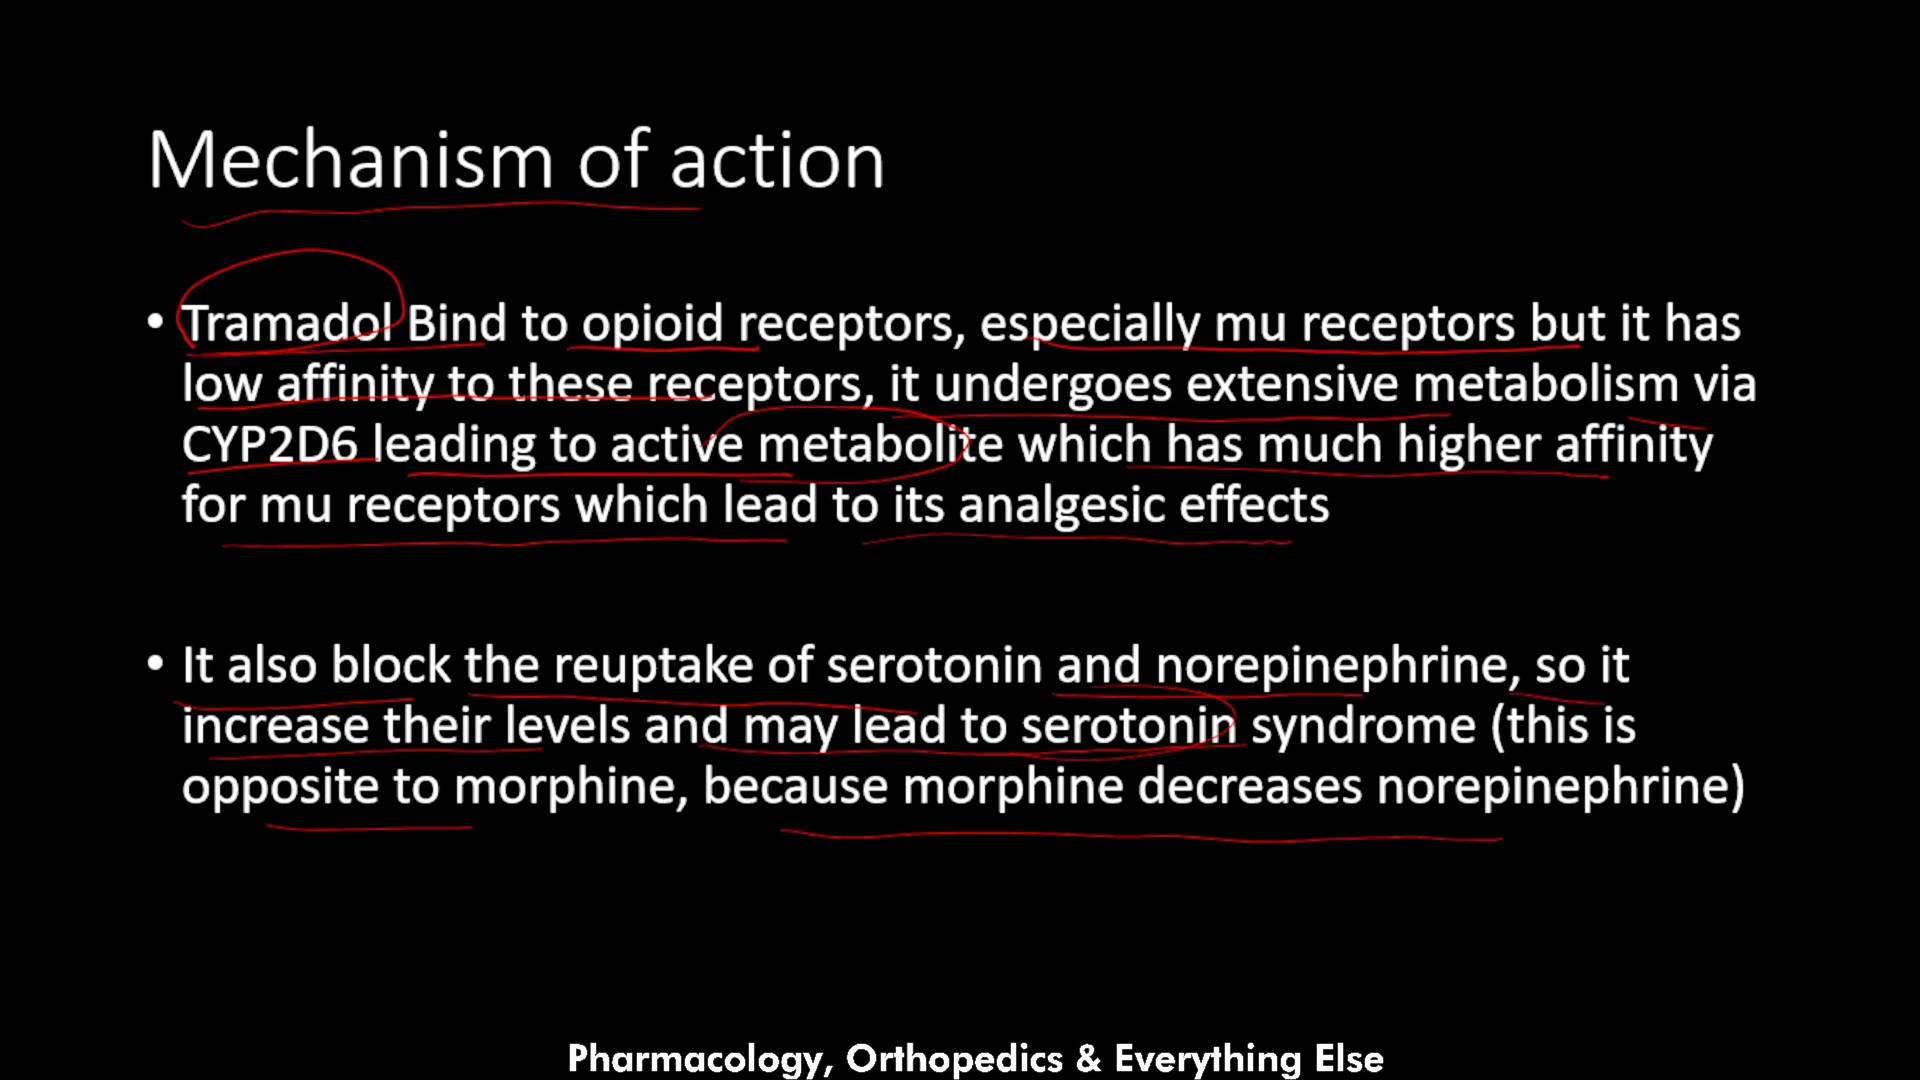 Mechanism of action
• Tramadol Bind to opioid receptors, especially mu receptors but it has
low affinity to these receptors, it undergoes extensive metabolism via
CYP2D6 leading to active metabolite which has much higher affinity
for mu receptors which lead to its analgesic effects
• It also block the reuptake of serotonin and norepinephrine, so it
increase their levels and may lead to serotonin syndrome (this is
opposite to morphine, because morphine decreases norepinephrine)
Pharmacology, Orthopedics & Everything Else